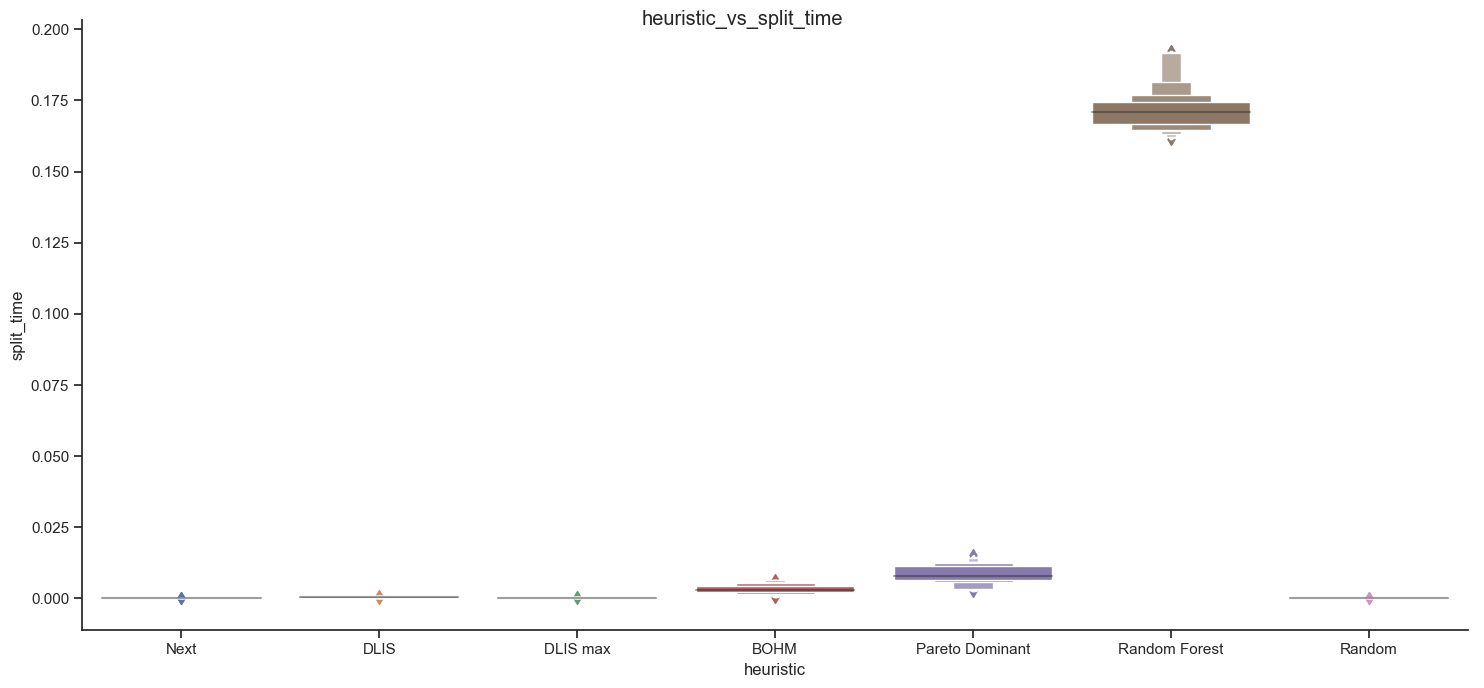 heuristic_vs_split_time
0.200
0.175
0.150
0.125
0.100
0.075
0.050
0.025
0.000
split_time
Next DLIS DLIS max BOHM Pareto Dominant Random Forest Random
heuristic